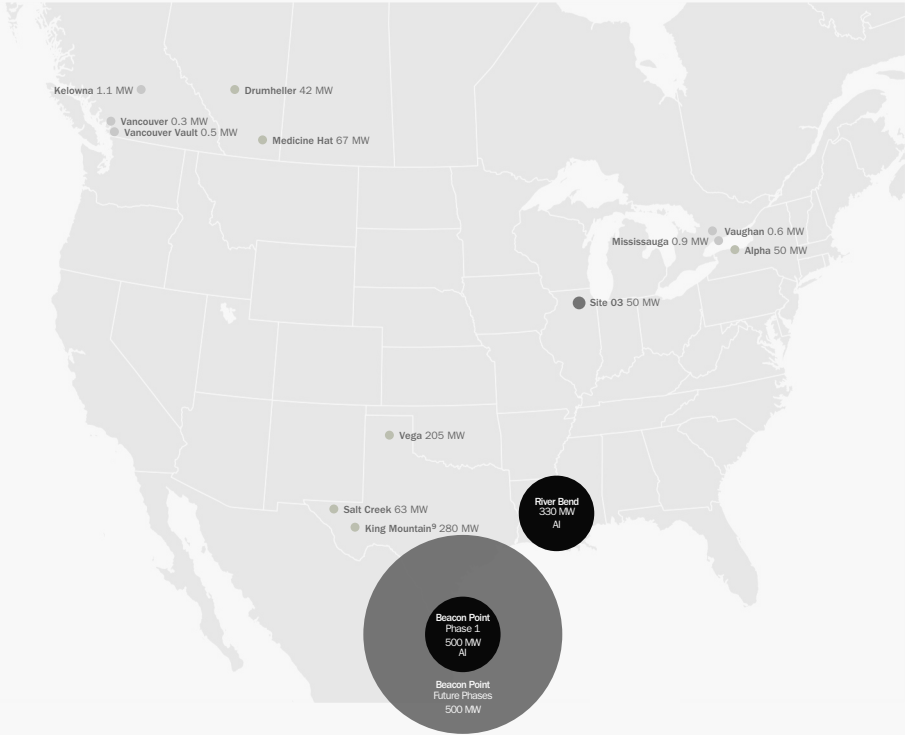 Kelowna 1.1 MW
Drumheller 42 MW
Vancouver 0.3 MW
Vancouver Vault 0.5 MW
Medicine Hat 67 MW
Vaughan 0.6 MW
Mississauga 0.9 MW
Alpha 50 MW
Site 03 50 MW
Vega 205 MW
River Bend
330 MW
AI
Salt Creek 63 MW
King Mountain⁹ 280 MW
Beacon Point
Phase 1
500 MW
AI
Beacon Point
Future Phases
500 MW